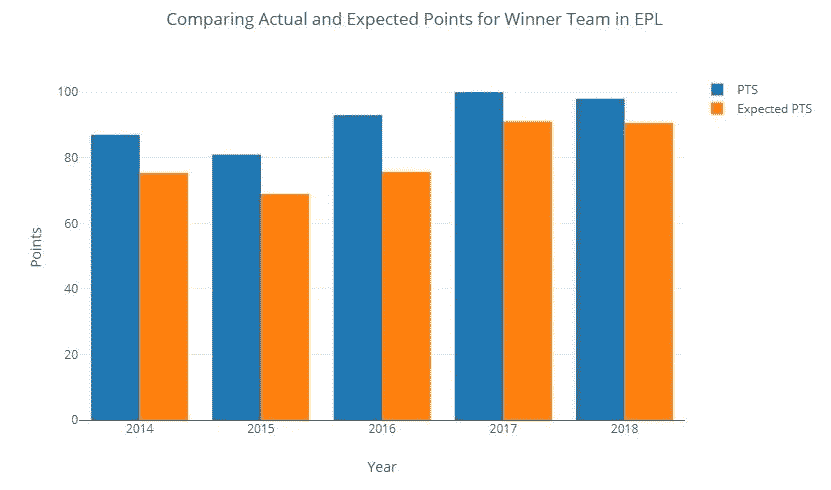 Comparing Actual and Expected Points for Winner Team in EPL
PTS
Expected PTS
Points
100
80
60
40
20
0
2014 2015 2016 2017 2018
Year